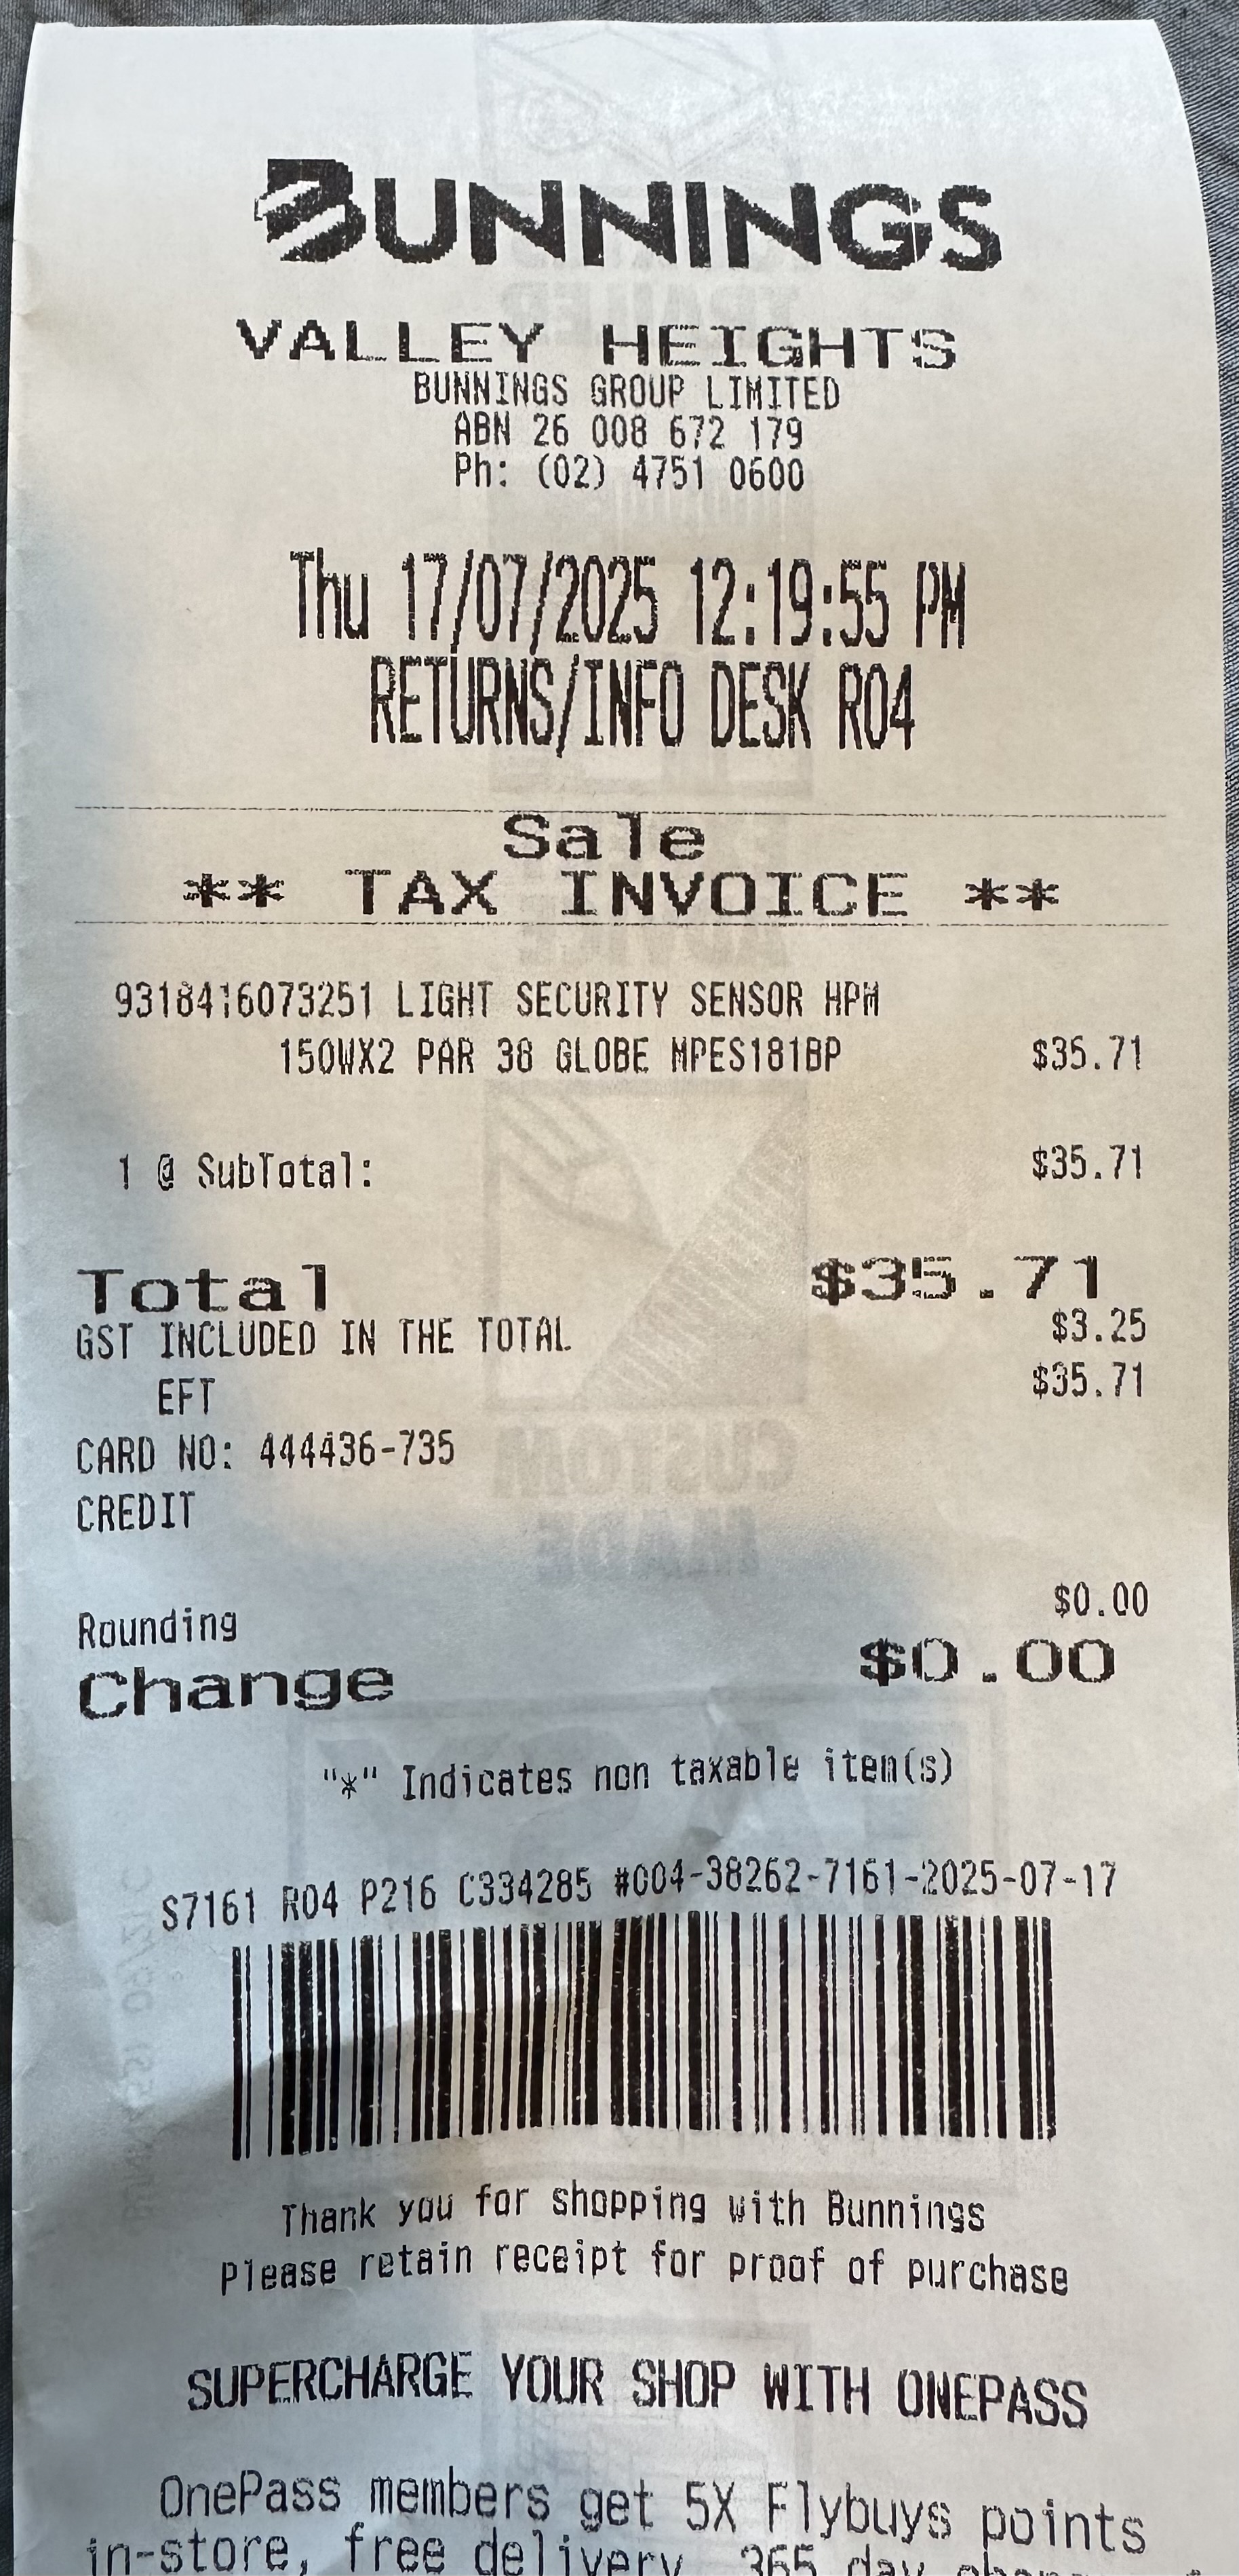 BUNNINGS
VALLEY HEIGHTS
BUNNINGS GROUP LIMITED
ABN 26 008 672 179
Ph: (02) 4751 0600
Thu 17/07/2025 12:19:55 PM
RETURNS/INFO DESK R04
Sale
** TAX INVOICE **
9318416073251 LIGHT SECURITY SENSOR HPM
150WX2 PAR 38 GLOBE MPES181BP $35.71
1 @ SubTotal: $35.71
Total $35.71
GST INCLUDED IN THE TOTAL $3.25
EFT $35.71
CARD NO: 444436-735
CREDIT
Rounding $0.00
Change $0.00
"*" Indicates non taxable item(s)
S7161 R04 P216 C334285 #004-38262-7161-2025-07-17
Thank you for shopping with Bunnings
Please retain receipt for proof of purchase
SUPERCHARGE YOUR SHOP WITH ONEPASS
OnePass members get 5X Flybuys points
in-store, free delivery, 365 day